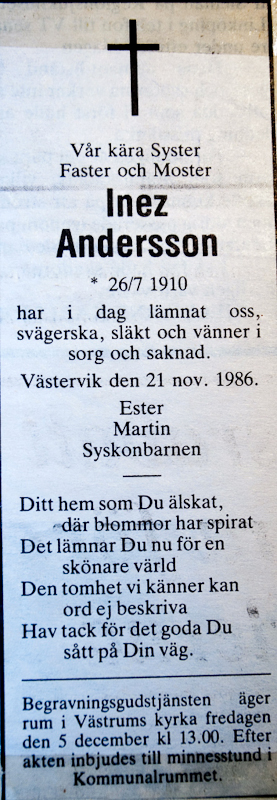 Vår kära Syster
Faster och Moster
Inez
Andersson
* 26/7 1910
har i dag lämnat oss,
svägerska, släkt och vänner i
sorg och saknad.
Västervik den 21 nov. 1986.
Ester
Martin
Syskonbarnen
Ditt hem som Du älskat,
där blommor har spirat
Det lämnar Du nu för en
skönare värld
Den tomhet vi känner kan
ord ej beskriva
Hav tack för det goda Du
sått på Din väg.
Begravningsgudstjänsten äger
rum i Västrums kyrka fredagen
den 5 december kl 13.00. Efter
akten inbjudes till minnesstund i
Kommunalrummet.